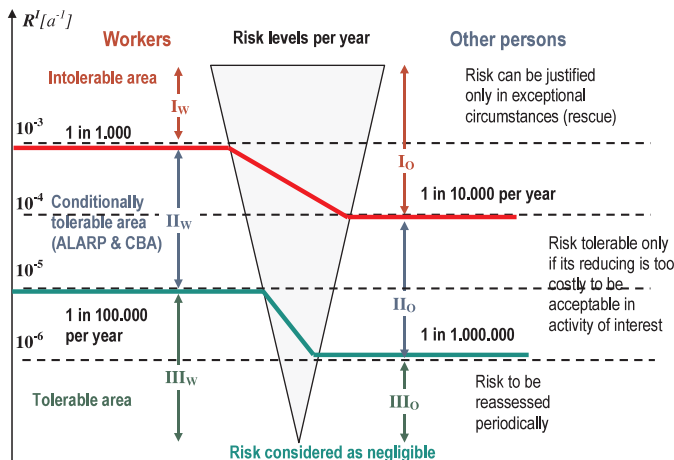 R^I [a^-I]
Workers
Risk levels per year
Other persons
Intolerable area
I_W
Risk can be justified
only in exceptional
circumstances (rescue)
10^-3
1 in 1.000
I_O
10^-4
1 in 10.000 per year
Conditionally
tolerable area
(ALARP & CBA)
II_W
Risk tolerable only
if its reducing is too
costly to be
acceptable in
activity of interest
10^-5
1 in 100.000
per year
II_O
1 in 1.000.000
10^-6
III_W
Tolerable area
III_O
Risk to be
reassessed
periodically
Risk considered as negligible